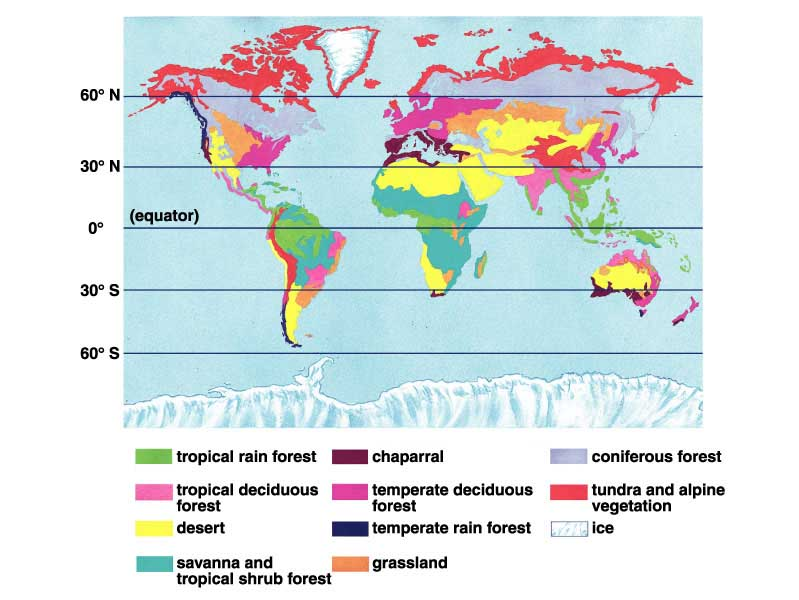 60° N
30° N
(equator)
0°
30° S
60° S
tropical rain forest
chaparral
coniferous forest
tropical deciduous
forest
temperate deciduous
forest
tundra and alpine
vegetation
desert
temperate rain forest
ice
savanna and
tropical shrub forest
grassland